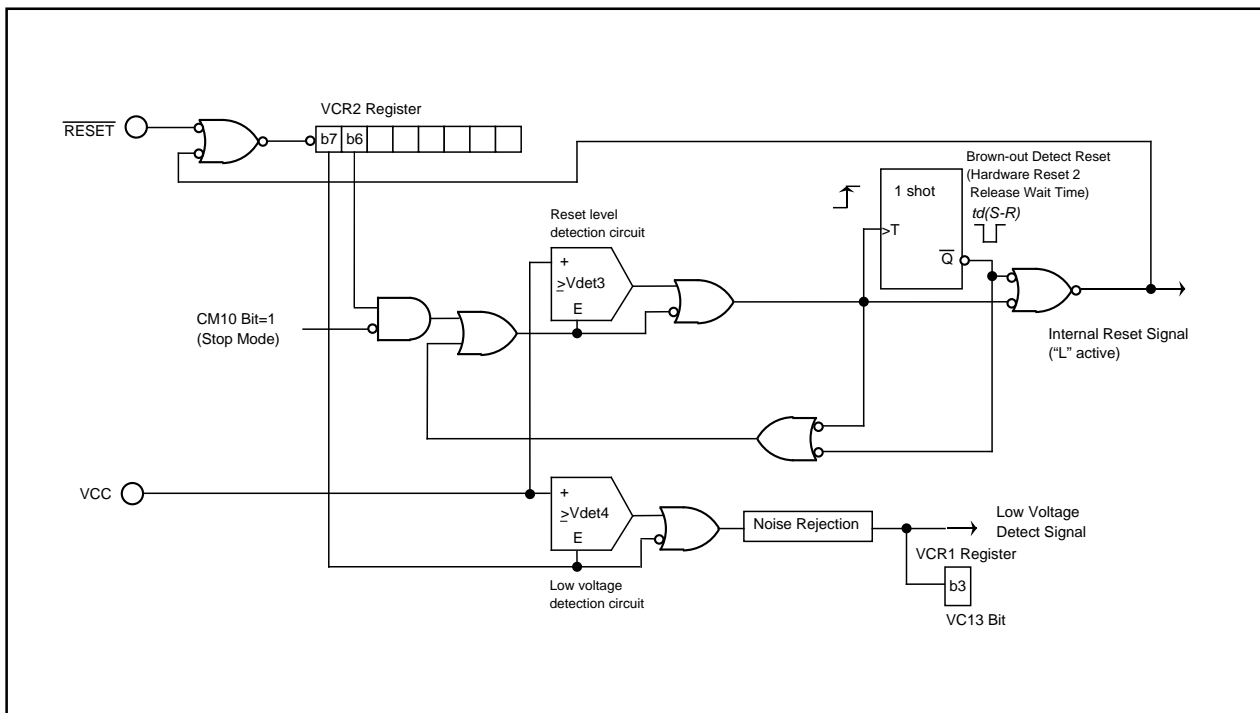 VCR2 Register
RESET
b7 b6
Brown-out Detect Reset
(Hardware Reset 2
Release Wait Time)
td(S-R)
1 shot
>T
Q
Reset level
detection circuit
+
≥Vdet3
E
CM10 Bit=1
(Stop Mode)
Internal Reset Signal
(“L” active)
VCC
+
≥Vdet4
E
Noise Rejection
Low Voltage
Detect Signal
VCR1 Register
b3
VC13 Bit
Low voltage
detection circuit